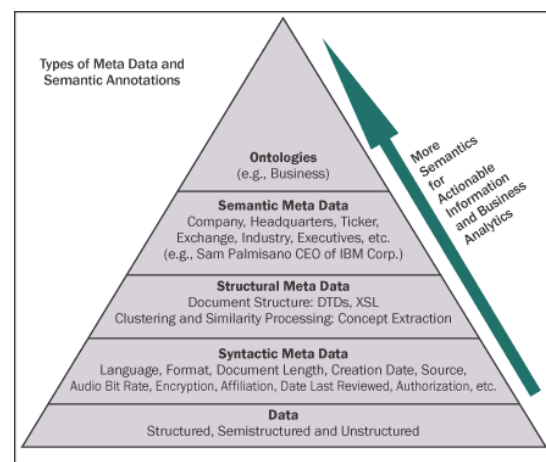 Types of Meta Data and
Semantic Annotations
Ontologies
(e.g., Business)
Semantic Meta Data
Company, Headquarters, Ticker,
Exchange, Industry, Executives, etc.
(e.g., Sam Palmisano CEO of IBM Corp.)
Structural Meta Data
Document Structure: DTDs, XSL
Clustering and Similarity Processing: Concept Extraction
Syntactic Meta Data
Language, Format, Document Length, Creation Date, Source,
Audio Bit Rate, Encryption, Affiliation, Date Last Reviewed, Authorization, etc.
Data
Structured, Semistructured and Unstructured
More
Semantics
for
Actionable
Information
and Business
Analytics